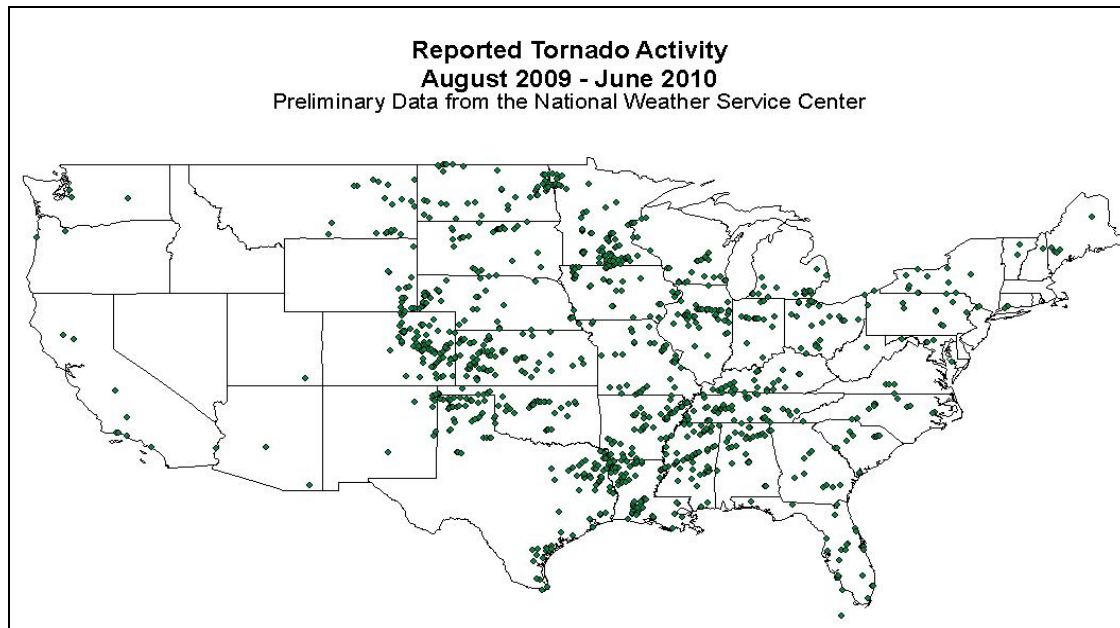 Reported Tornado Activity
August 2009 - June 2010
Preliminary Data from the National Weather Service Center